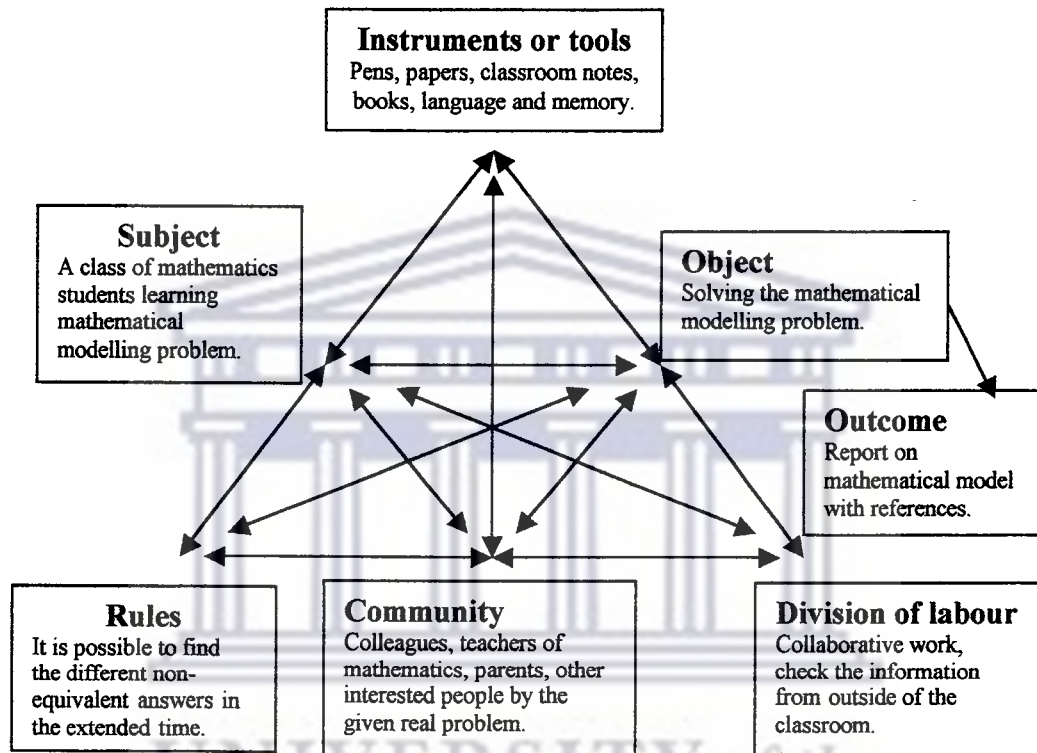 Instruments or tools
Pens, papers, classroom notes,
books, language and memory.
Subject
A class of mathematics
students learning
mathematical
modelling problem.
Object
Solving the mathematical
modelling problem.
Outcome
Report on
mathematical model
with references.
Rules
It is possible to find
the different non-
equivalent answers in
the extended time.
Community
Colleagues, teachers of
mathematics, parents, other
interested people by the
given real problem.
Division of labour
Collaborative work,
check the information
from outside of the
classroom.
UNIVERSITY of the